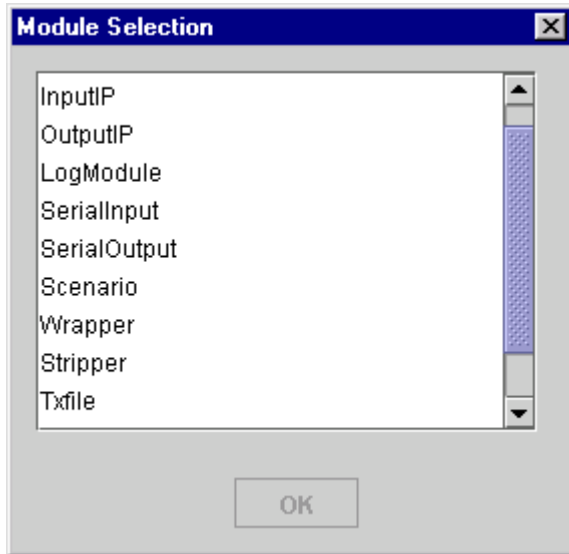 Module Selection
InputIP
OutputIP
LogModule
SerialInput
SerialOutput
Scenario
Wrapper
Stripper
Txfile
OK